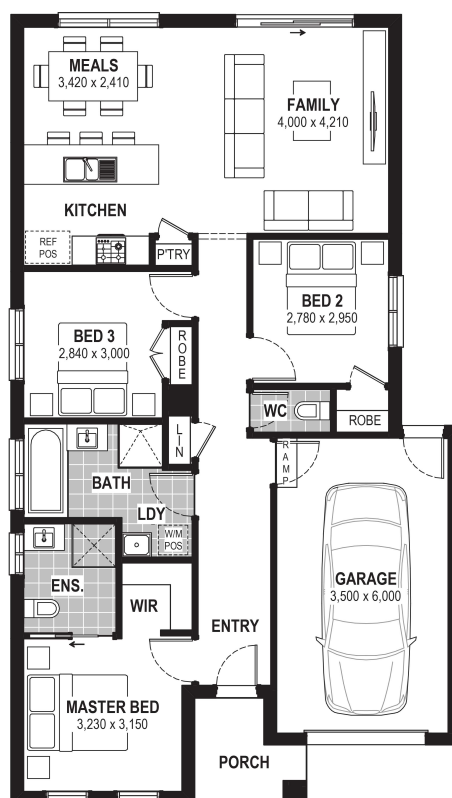 MEALS
3,420 x 2,410
FAMILY
4,000 x 4,210
KITCHEN
REF
POS
P'TRY
BED 2
2,780 x 2,950
BED 3
2,840 x 3,000
ROBE
WC
ROBE
LIN
RAMP
BATH
LDY
W/M
POS
ENS.
WIR
GARAGE
3,500 x 6,000
ENTRY
MASTER BED
3,230 x 3,150
PORCH